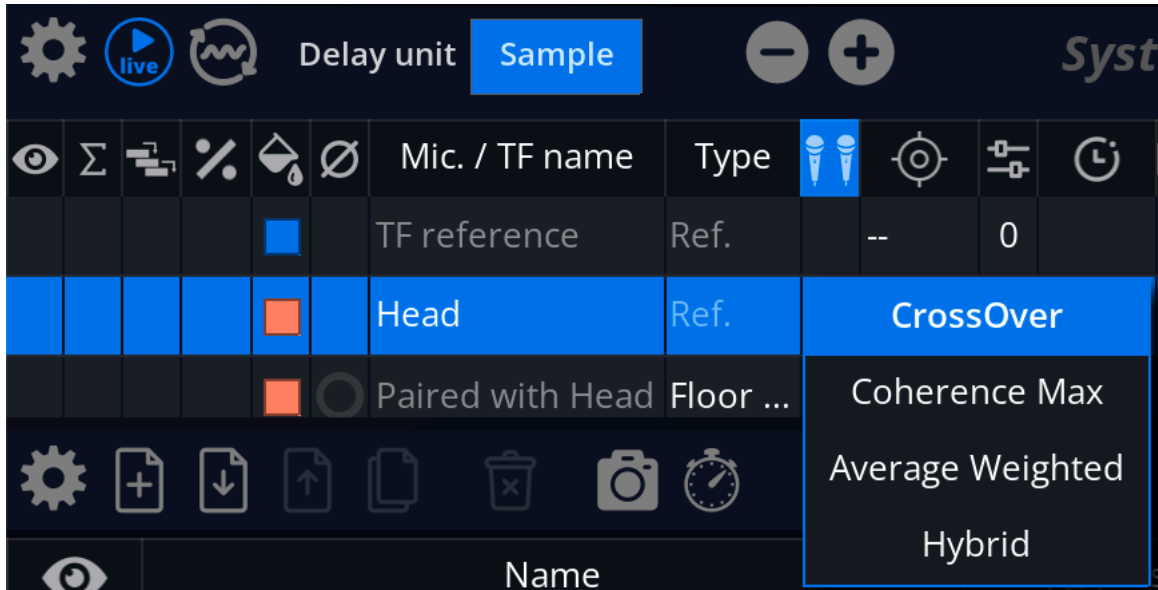 live
Delay unit Sample Syst
Σ Mic. / TF name Type
TF reference Ref. -- 0
Head Ref. CrossOver
Paired with Head Floor ... Coherence Max
Average Weighted
Hybrid
Name